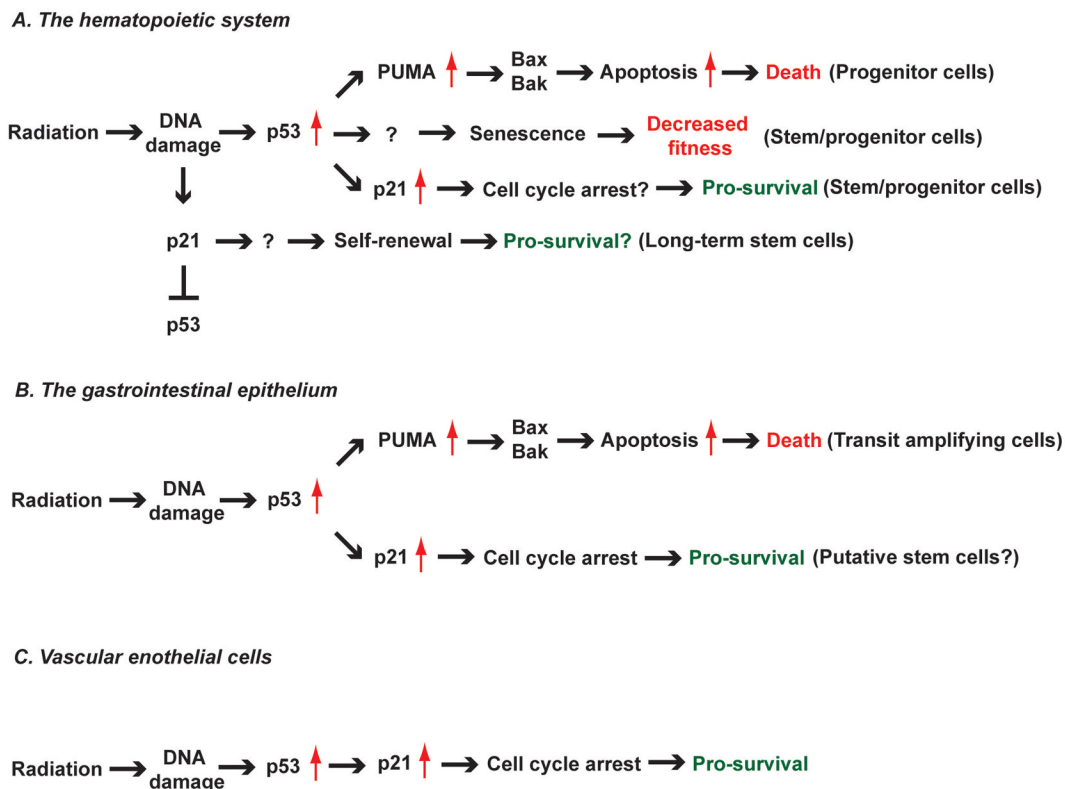 A. The hematopoietic system
PUMA Bax Bak Apoptosis Death (Progenitor cells)
Radiation DNA damage p53 ? Senescence Decreased fitness (Stem/progenitor cells)
p21 Cell cycle arrest? Pro-survival (Stem/progenitor cells)
p21 ? Self-renewal Pro-survival? (Long-term stem cells)
p53
B. The gastrointestinal epithelium
PUMA Bax Bak Apoptosis Death (Transit amplifying cells)
Radiation DNA damage p53
p21 Cell cycle arrest Pro-survival (Putative stem cells?)
C. Vascular enothelial cells
Radiation DNA damage p53 p21 Cell cycle arrest Pro-survival